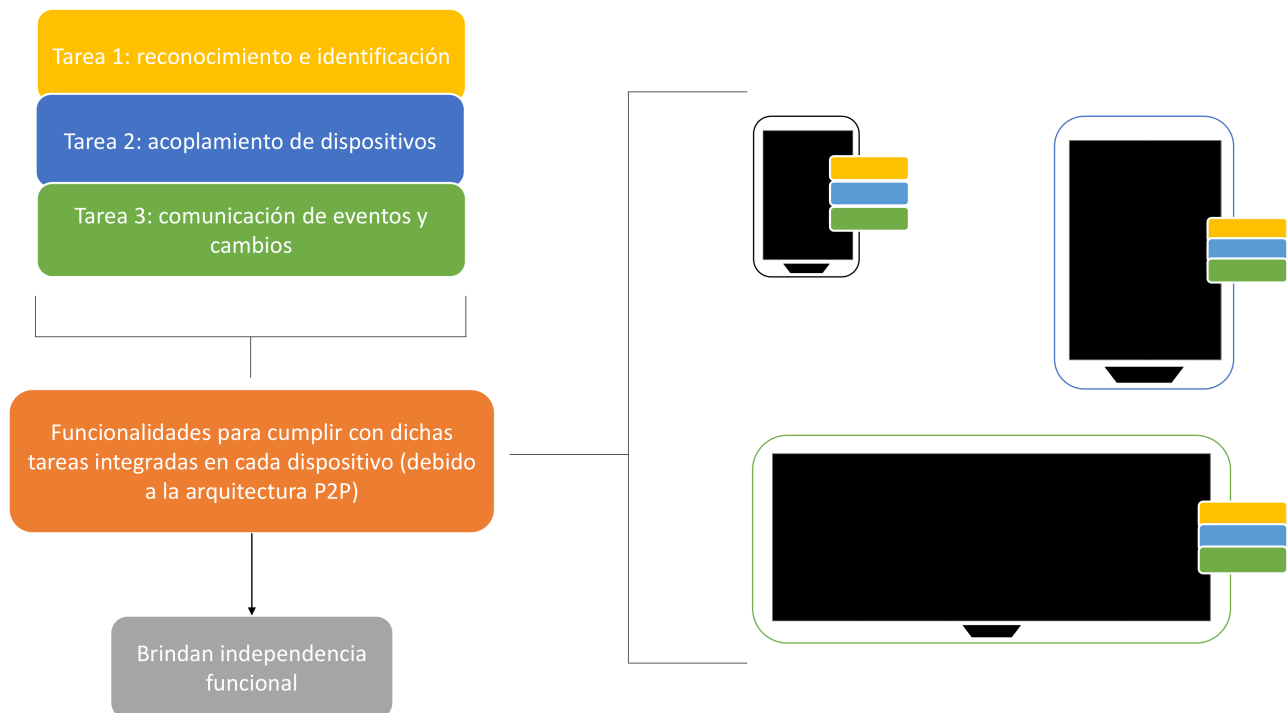 Tarea 1: reconocimiento e identificación
Tarea 2: acoplamiento de dispositivos
Tarea 3: comunicación de eventos y
cambios
Funcionalidades para cumplir con dichas
tareas integradas en cada dispositivo (debido
a la arquitectura P2P)
Brindan independencia
funcional